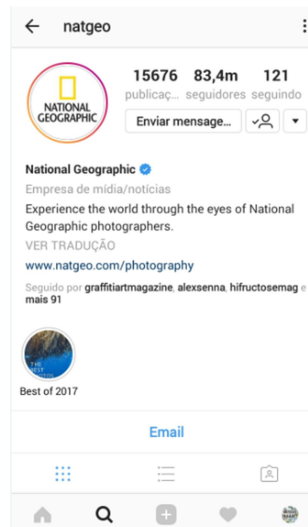 natgeo
NATIONAL
GEOGRAPHIC
15676 83,4m 121
publicaç... seguidores seguindo
Enviar mensage...
National Geographic
Empresa de mídia/notícias
Experience the world through the eyes of National
Geographic photographers.
VER TRADUÇÃO
www.natgeo.com/photography
Seguido por graffitiartmagazine, alexsenna, hifructosemag e
mais 91
THE
BEST
Best of 2017
Email